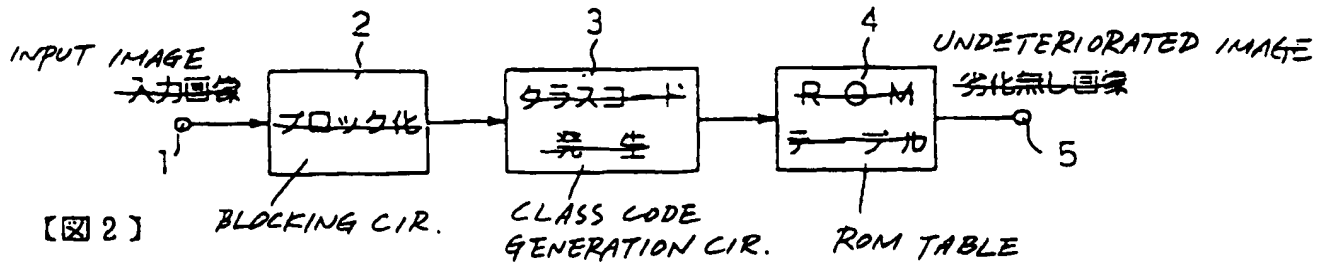 2 3 4
INPUT IMAGE UNDETERIORATED IMAGE
入力画像 クラスコード ROM 劣化無し画像
ブロック化
発生 テーブル
1 5
BLOCKING CIR. CLASS CODE
【図2】 GENERATION CIR. ROM TABLE